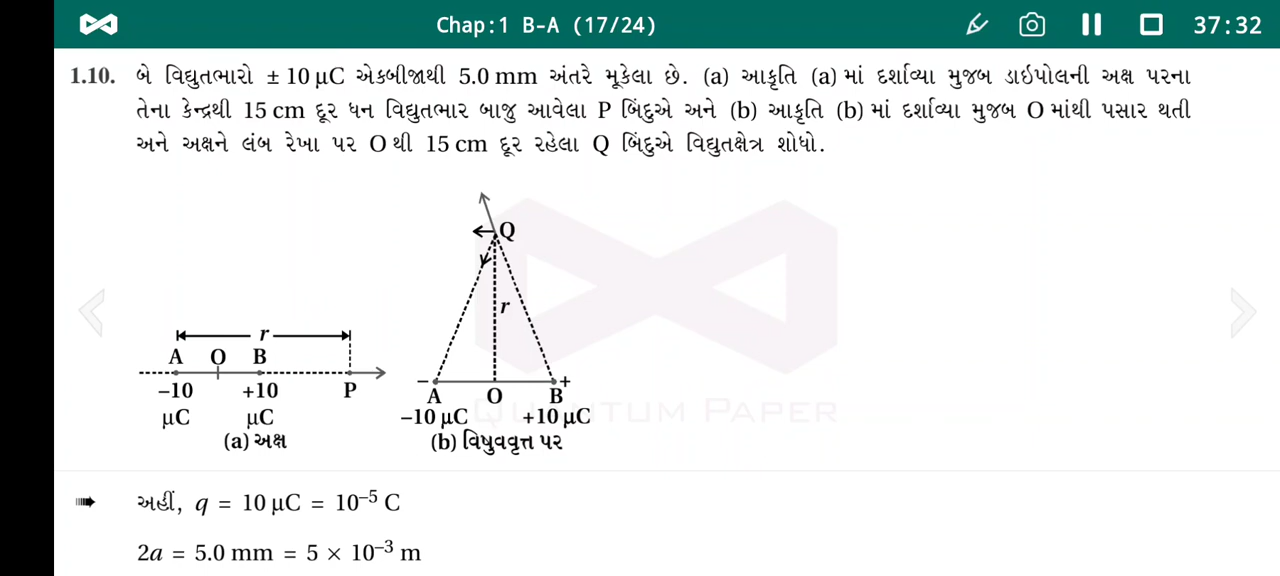 Chap:1 B-A (17/24)
37:32
1.10. બે વિદ્યુતભારો ± 10 μC એકબીજાથી 5.0 mm અંતરે મૂકેલા છે. (a) આકૃતિ (a) માં દર્શાવ્યા મુજબ ડાઇપોલની અક્ષ પરના
તેના કેન્દ્રથી 15 cm દૂર ધન વિદ્યુતભાર બાજુ આવેલા P બિંદુએ અને (b) આકૃતિ (b) માં દર્શાવ્યા મુજબ O માંથી પસાર થતી
અને અક્ષને લંબ રેખા પર O થી 15 cm દૂર રહેલા Q બિંદુએ વિદ્યુતક્ષેત્ર શોધો.
Q
r
r
A O B
–10 +10 P
μC μC
(a) અક્ષ
– +
A O B
–10 μC +10 μC
(b) વિષુવવૃત્ત પર
QUANTUM PAPER
અહીં, q = 10 μC = 10⁻⁵ C
2a = 5.0 mm = 5 × 10⁻³ m